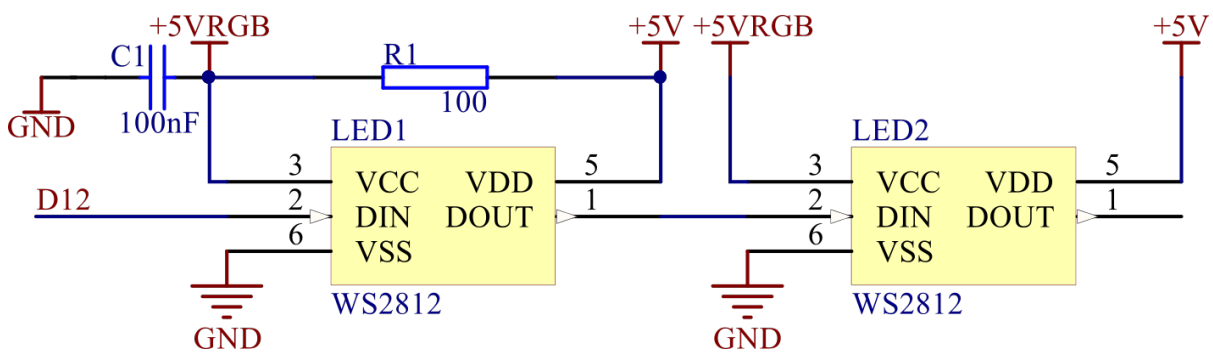 +5VRGB
+5V
+5VRGB
+5V
C1
R1
100nF
100
GND
LED1
LED2
3
VCC
VDD
5
3
VCC
VDD
5
D12
2
DIN
DOUT
1
2
DIN
DOUT
1
6
VSS
6
VSS
WS2812
WS2812
GND
GND